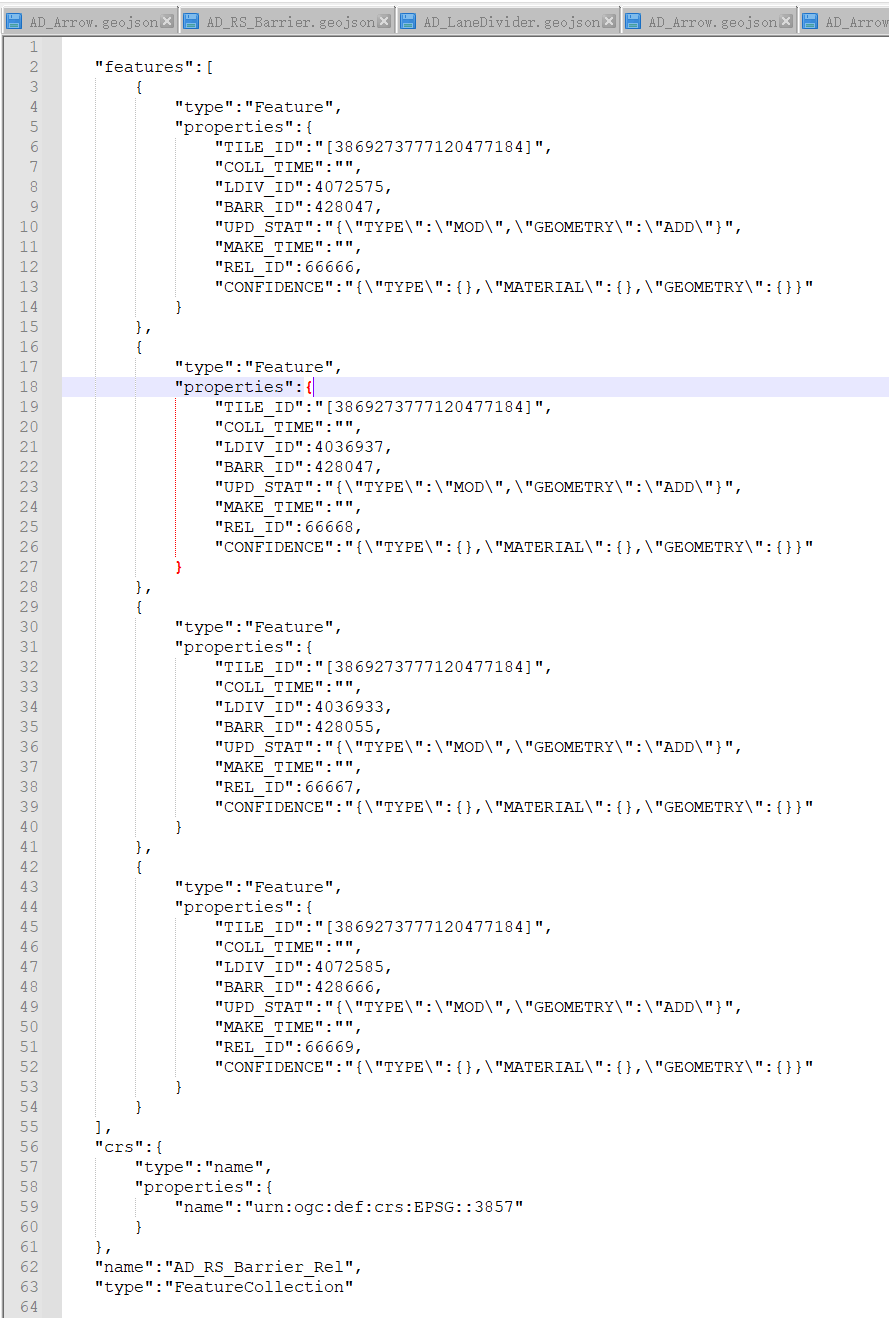 AD_Arrow.geojson AD_RS_Barrier.geojson AD_LaneDivider.geojson AD_Arrow.geojson AD_Arrow
1
2 "features":[
3 {
4 "type":"Feature",
5 "properties":{
6 "TILE_ID":"[3869273777120477184]",
7 "COLL_TIME":"",
8 "LDIV_ID":4072575,
9 "BARR_ID":428047,
10 "UPD_STAT":"{\"TYPE\":\"MOD\",\"GEOMETRY\":\"ADD\"}",
11 "MAKE_TIME":"",
12 "REL_ID":66666,
13 "CONFIDENCE":"{\"TYPE\":{},\"MATERIAL\":{},\"GEOMETRY\":{}}"
14 }
15 },
16 {
17 "type":"Feature",
18 "properties":{
19 "TILE_ID":"[3869273777120477184]",
20 "COLL_TIME":"",
21 "LDIV_ID":4036937,
22 "BARR_ID":428047,
23 "UPD_STAT":"{\"TYPE\":\"MOD\",\"GEOMETRY\":\"ADD\"}",
24 "MAKE_TIME":"",
25 "REL_ID":66668,
26 "CONFIDENCE":"{\"TYPE\":{},\"MATERIAL\":{},\"GEOMETRY\":{}}"
27 }
28 },
29 {
30 "type":"Feature",
31 "properties":{
32 "TILE_ID":"[3869273777120477184]",
33 "COLL_TIME":"",
34 "LDIV_ID":4036933,
35 "BARR_ID":428055,
36 "UPD_STAT":"{\"TYPE\":\"MOD\",\"GEOMETRY\":\"ADD\"}",
37 "MAKE_TIME":"",
38 "REL_ID":66667,
39 "CONFIDENCE":"{\"TYPE\":{},\"MATERIAL\":{},\"GEOMETRY\":{}}"
40 }
41 },
42 {
43 "type":"Feature",
44 "properties":{
45 "TILE_ID":"[3869273777120477184]",
46 "COLL_TIME":"",
47 "LDIV_ID":4072585,
48 "BARR_ID":428666,
49 "UPD_STAT":"{\"TYPE\":\"MOD\",\"GEOMETRY\":\"ADD\"}",
50 "MAKE_TIME":"",
51 "REL_ID":66669,
52 "CONFIDENCE":"{\"TYPE\":{},\"MATERIAL\":{},\"GEOMETRY\":{}}"
53 }
54 }
55 ],
56 "crs":{
57 "type":"name",
58 "properties":{
59 "name":"urn:ogc:def:crs:EPSG::3857"
60 }
61 },
62 "name":"AD_RS_Barrier_Rel",
63 "type":"FeatureCollection"
64